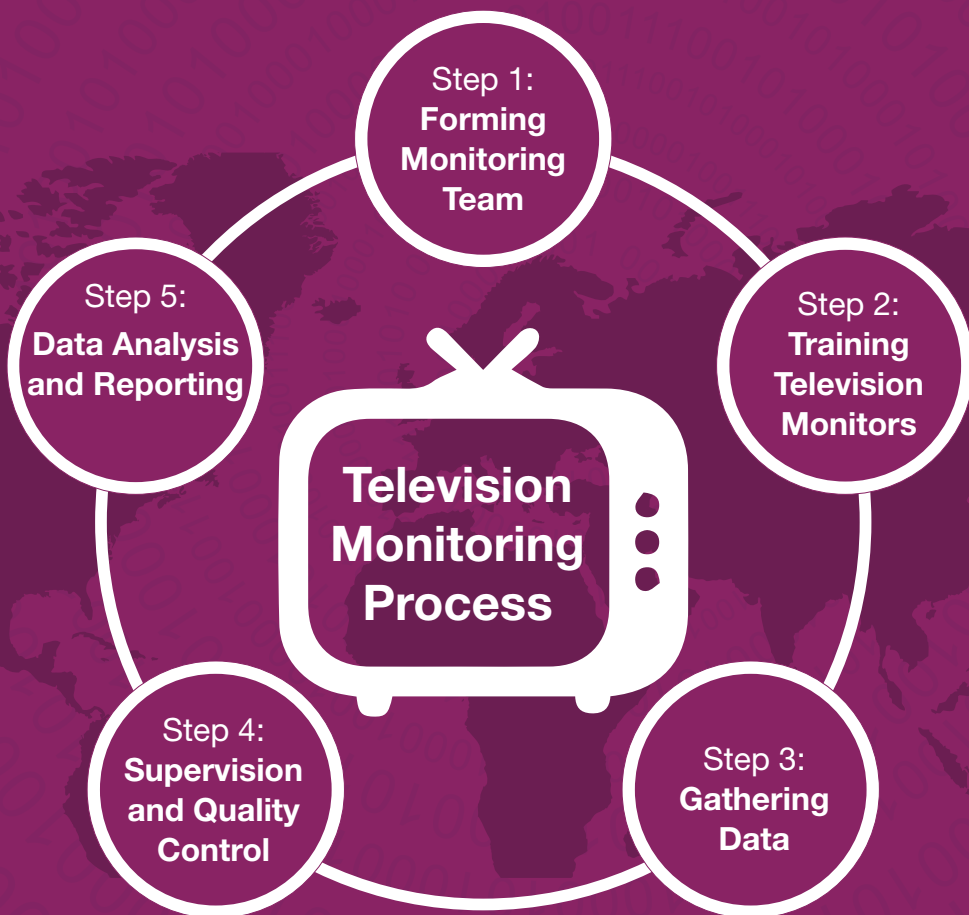 Step 1:
Forming
Monitoring
Team
Step 2:
Training
Television
Monitors
Step 3:
Gathering
Data
Step 4:
Supervision
and Quality
Control
Step 5:
Data Analysis
and Reporting
Television
Monitoring
Process